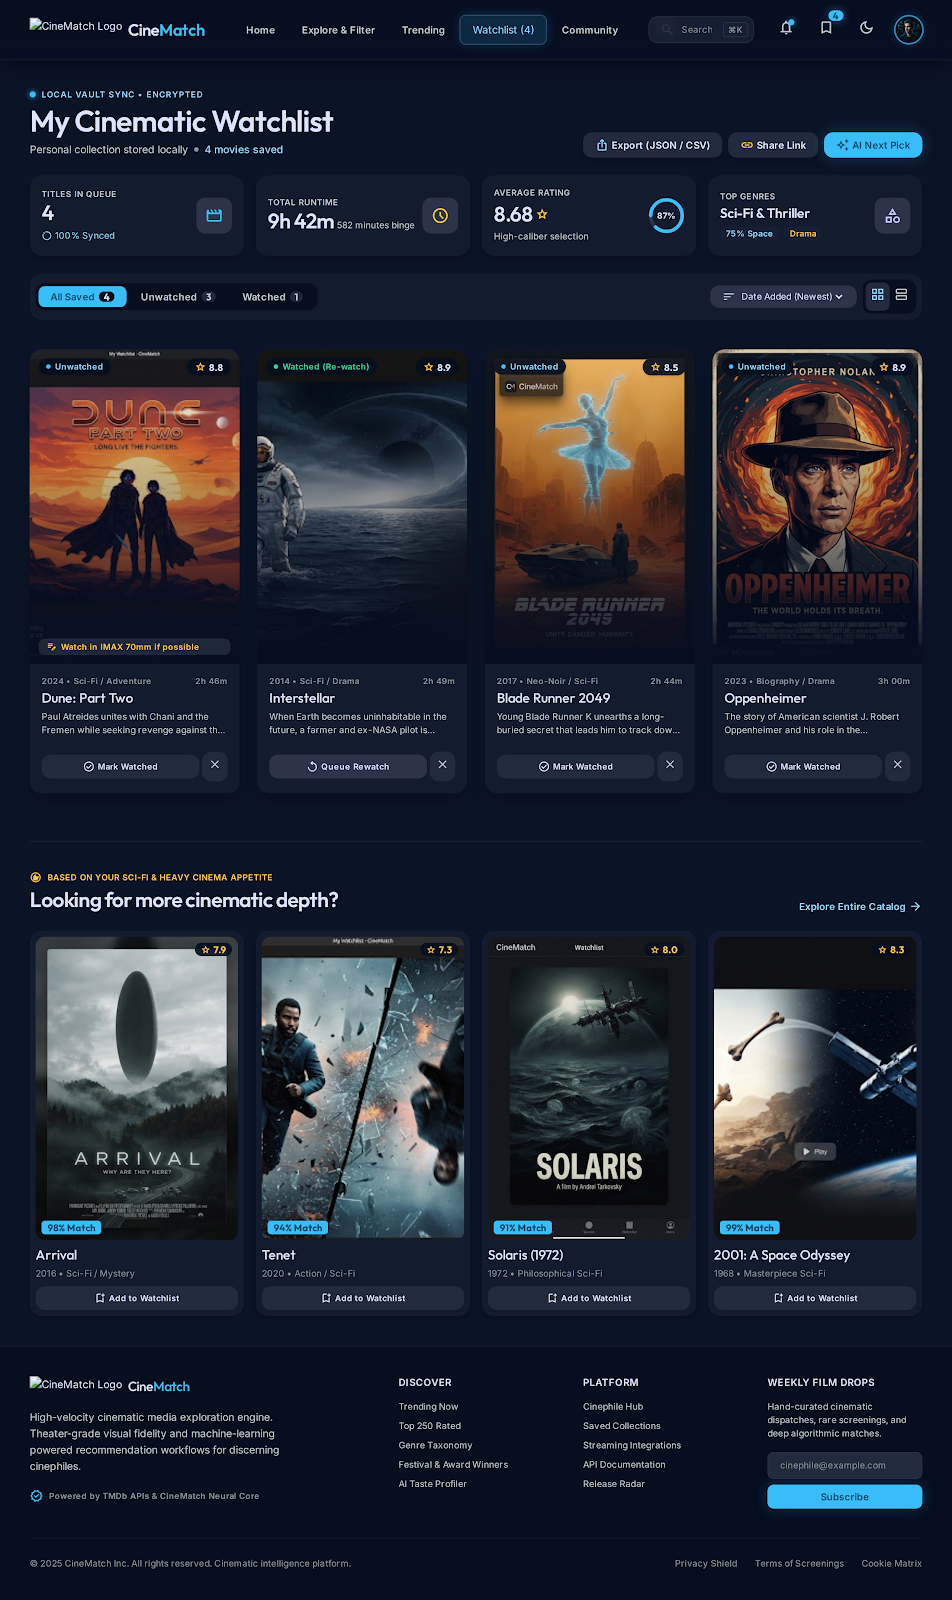 CineMatch Logo CineMatch
Home
Explore & Filter
Trending
Watchlist (4)
Community
Search
⌘K
4
LOCAL VAULT SYNC • ENCRYPTED
My Cinematic Watchlist
Personal collection stored locally • 4 movies saved
Export (JSON / CSV)
Share Link
AI Next Pick
TITLES IN QUEUE
4
100% Synced
TOTAL RUNTIME
9h 42m 582 minutes binge
AVERAGE RATING
8.68
High-caliber selection
87%
TOP GENRES
Sci-Fi & Thriller
75% Space
Drama
All Saved 4
Unwatched 3
Watched 1
Date Added (Newest)
My Watchlist - CineMatch
Unwatched
8.8
DUNE
PART TWO
LONG LIVE THE FIGHTERS.
Watch in IMAX 70mm if possible
2024 • Sci-Fi / Adventure
2h 46m
Dune: Part Two
Paul Atreides unites with Chani and the
Fremen while seeking revenge against th...
Mark Watched
Watched (Re-watch)
8.9
2014 • Sci-Fi / Drama
2h 49m
Interstellar
When Earth becomes uninhabitable in the
future, a farmer and ex-NASA pilot is...
Queue Rewatch
Unwatched
8.5
CineMatch
BLADE RUNNER
2049
2017 • Neo-Noir / Sci-Fi
2h 44m
Blade Runner 2049
Young Blade Runner K unearths a long-
buried secret that leads him to track dow...
Mark Watched
Unwatched
8.9
STOPHER NOLAN
OPPENHEIMER
THE WORLD HOLDS ITS BREATH.
2023 • Biography / Drama
3h 00m
Oppenheimer
The story of American scientist J. Robert
Oppenheimer and his role in the...
Mark Watched
BASED ON YOUR SCI-FI & HEAVY CINEMA APPETITE
Looking for more cinematic depth?
Explore Entire Catalog →
7.9
ARRIVAL
WHY ARE THEY HERE?
98% Match
Arrival
2016 • Sci-Fi / Mystery
Add to Watchlist
My Watchlist - CineMatch
7.3
94% Match
Tenet
2020 • Action / Sci-Fi
Add to Watchlist
CineMatch
Watchlist
8.0
SOLARIS
A film by Andrei Tarkovsky
91% Match
Solaris (1972)
1972 • Philosophical Sci-Fi
Add to Watchlist
8.3
Play
99% Match
2001: A Space Odyssey
1968 • Masterpiece Sci-Fi
Add to Watchlist
CineMatch Logo CineMatch
High-velocity cinematic media exploration engine.
Theater-grade visual fidelity and machine-learning
powered recommendation workflows for discerning
cinephiles.
Powered by TMDb APIs & CineMatch Neural Core
DISCOVER
Trending Now
Top 250 Rated
Genre Taxonomy
Festival & Award Winners
AI Taste Profiler
PLATFORM
Cinephile Hub
Saved Collections
Streaming Integrations
API Documentation
Release Radar
WEEKLY FILM DROPS
Hand-curated cinematic
dispatches, rare screenings, and
deep algorithmic matches.
cinephile@example.com
Subscribe
© 2025 CineMatch Inc. All rights reserved. Cinematic intelligence platform.
Privacy Shield
Terms of Screenings
Cookie Matrix